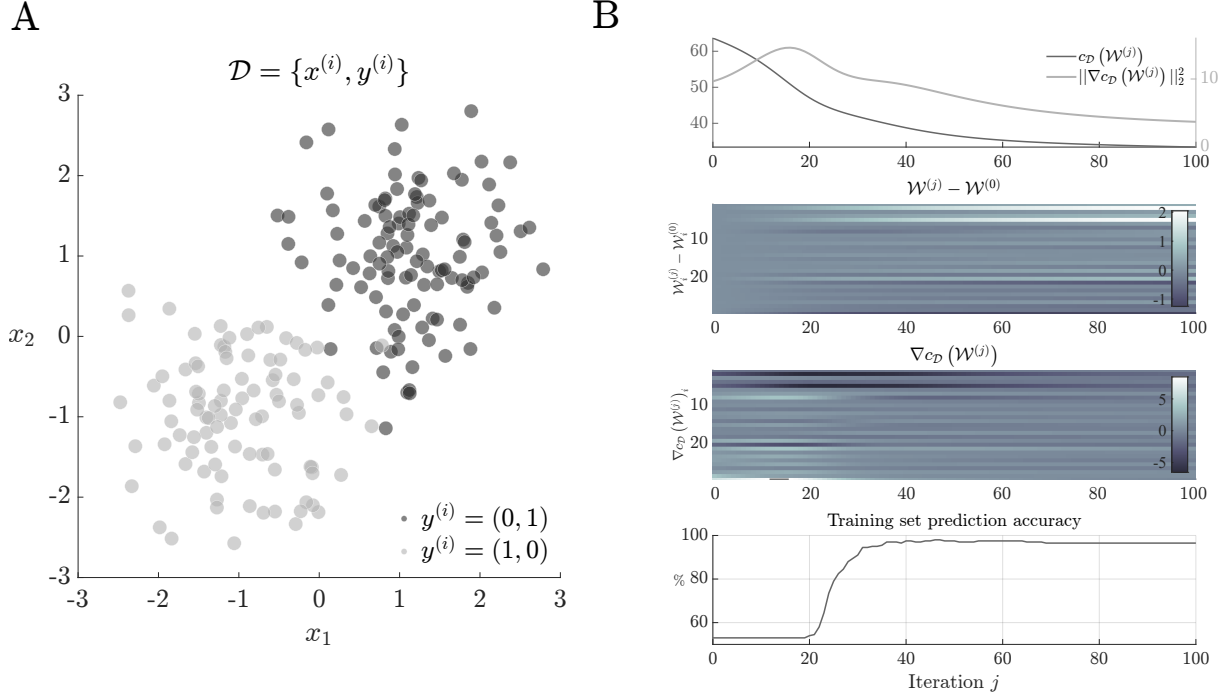 A
𝒟 = {x^{(i)}, y^{(i)}}
3
2
1
0
-1
-2
-3
x_2
-3 -2 -1 0 1 2 3
x_1
y^{(i)} = (0, 1)
y^{(i)} = (1, 0)
B
60
50
40
c_𝒟 (𝒲^{(j)})
||∇c_𝒟 (𝒲^{(j)}) ||_2^2
10
0
0 20 40 60 80 100
𝒲^{(j)} − 𝒲^{(0)}
𝒲_i^{(j)} − 𝒲_i^{(0)}
10
20
2
1
0
-1
0 20 40 60 80 100
∇c_𝒟 (𝒲^{(j)})
∇c_𝒟 (𝒲^{(j)})_i
10
20
5
0
-5
0 20 40 60 80 100
Training set prediction accuracy
%
100
80
60
0 20 40 60 80 100
Iteration j